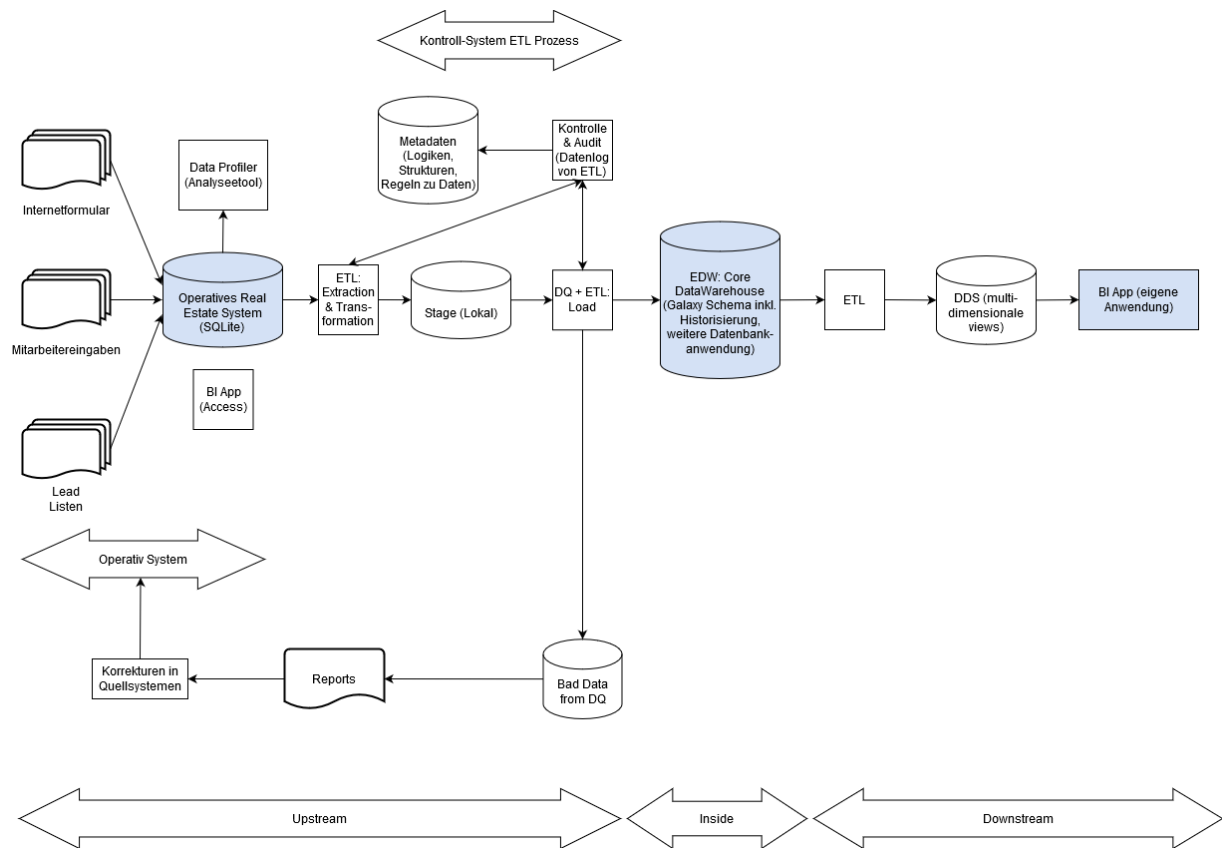 Kontroll-System ETL Prozess
Internetformular
Mitarbeitereingaben
Lead
Listen
Data Profiler
(Analyseetool)
Operatives Real
Estate System
(SQLite)
BI App
(Access)
Metadaten
(Logiken,
Strukturen,
Regeln zu Daten)
Kontrolle
& Audit
(Datenlog
von ETL)
ETL:
Extraction
& Trans-
formation
Stage (Lokal)
DQ + ETL:
Load
EDW: Core
DataWarehouse
(Galaxy Schema inkl.
Historisierung,
weitere Datenbank-
anwendung)
ETL
DDS (multi-
dimensionale
views)
BI App (eigene
Anwendung)
Operativ System
Korrekturen in
Quellsystemen
Reports
Bad Data
from DQ
Upstream
Inside
Downstream